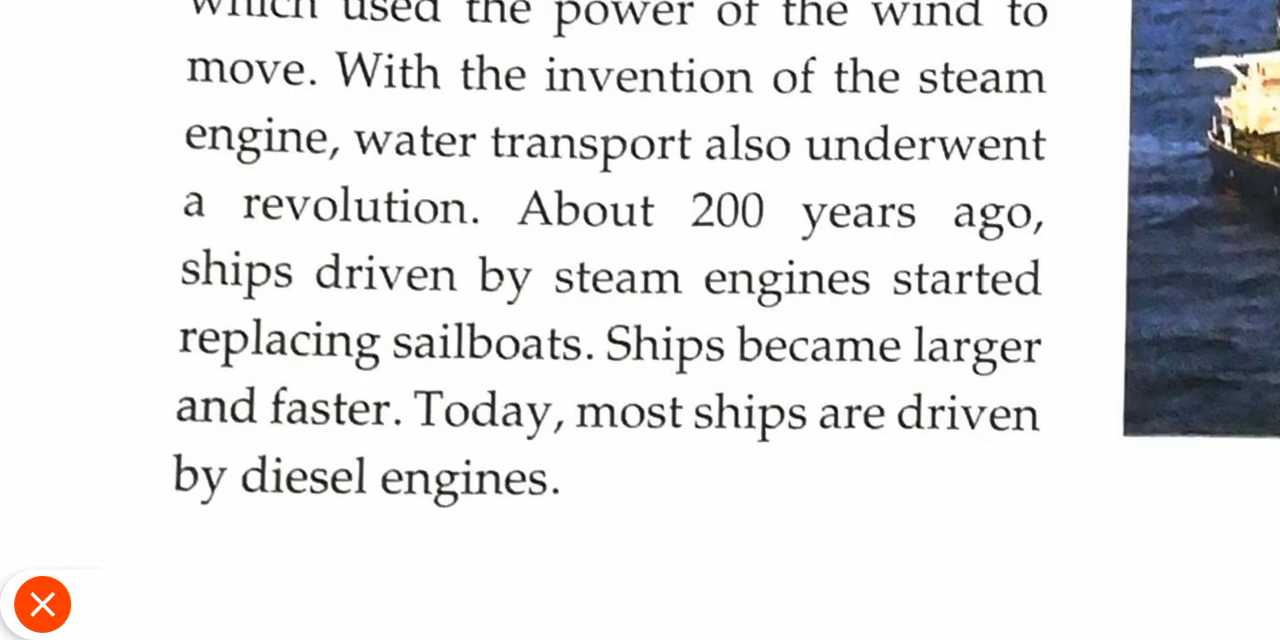 which used the power of the wind to
move. With the invention of the steam
engine, water transport also underwent
a revolution. About 200 years ago,
ships driven by steam engines started
replacing sailboats. Ships became larger
and faster. Today, most ships are driven
by diesel engines.